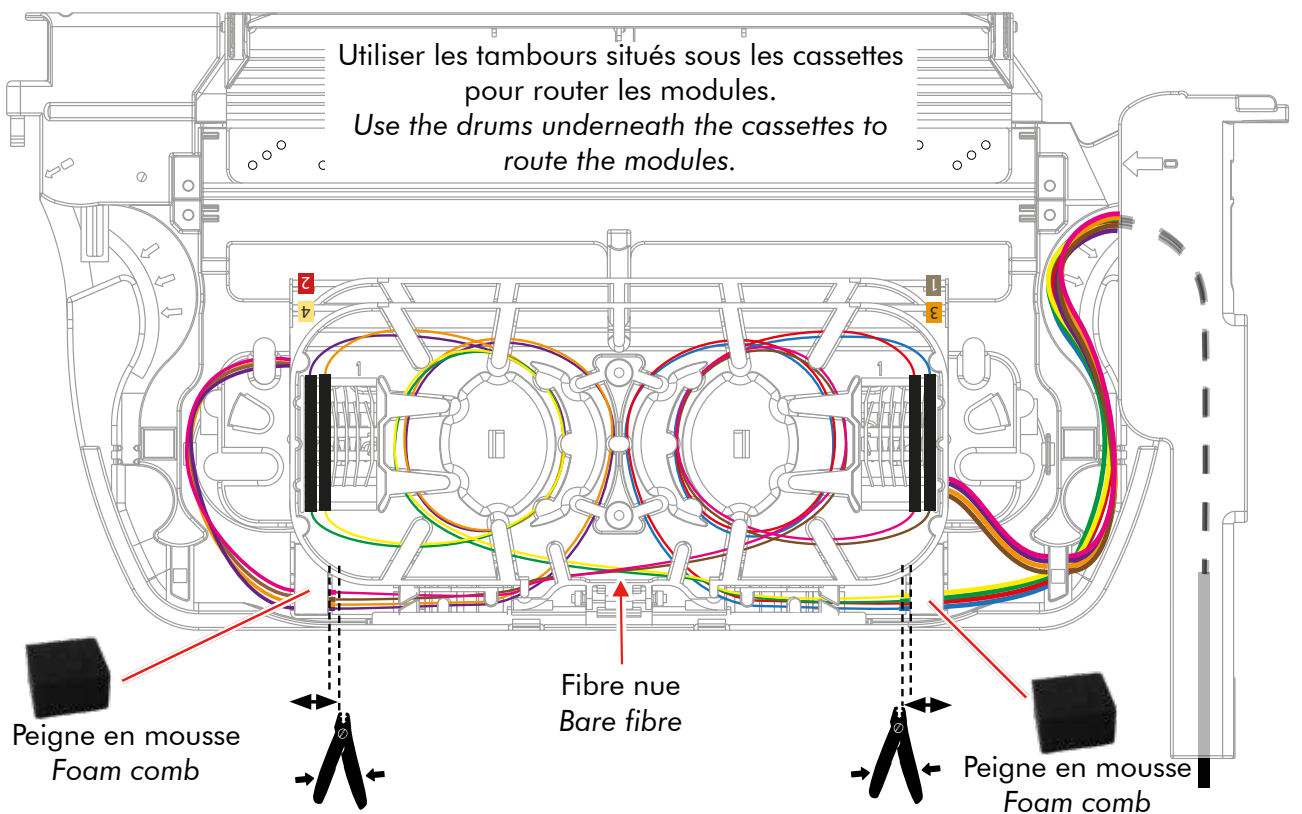 Utiliser les tambours situés sous les cassettes
pour router les modules.
Use the drums underneath the cassettes to
route the modules.
2
1
4
3
1
1
Fibre nue
Bare fibre
Peigne en mousse
Foam comb
Peigne en mousse
Foam comb